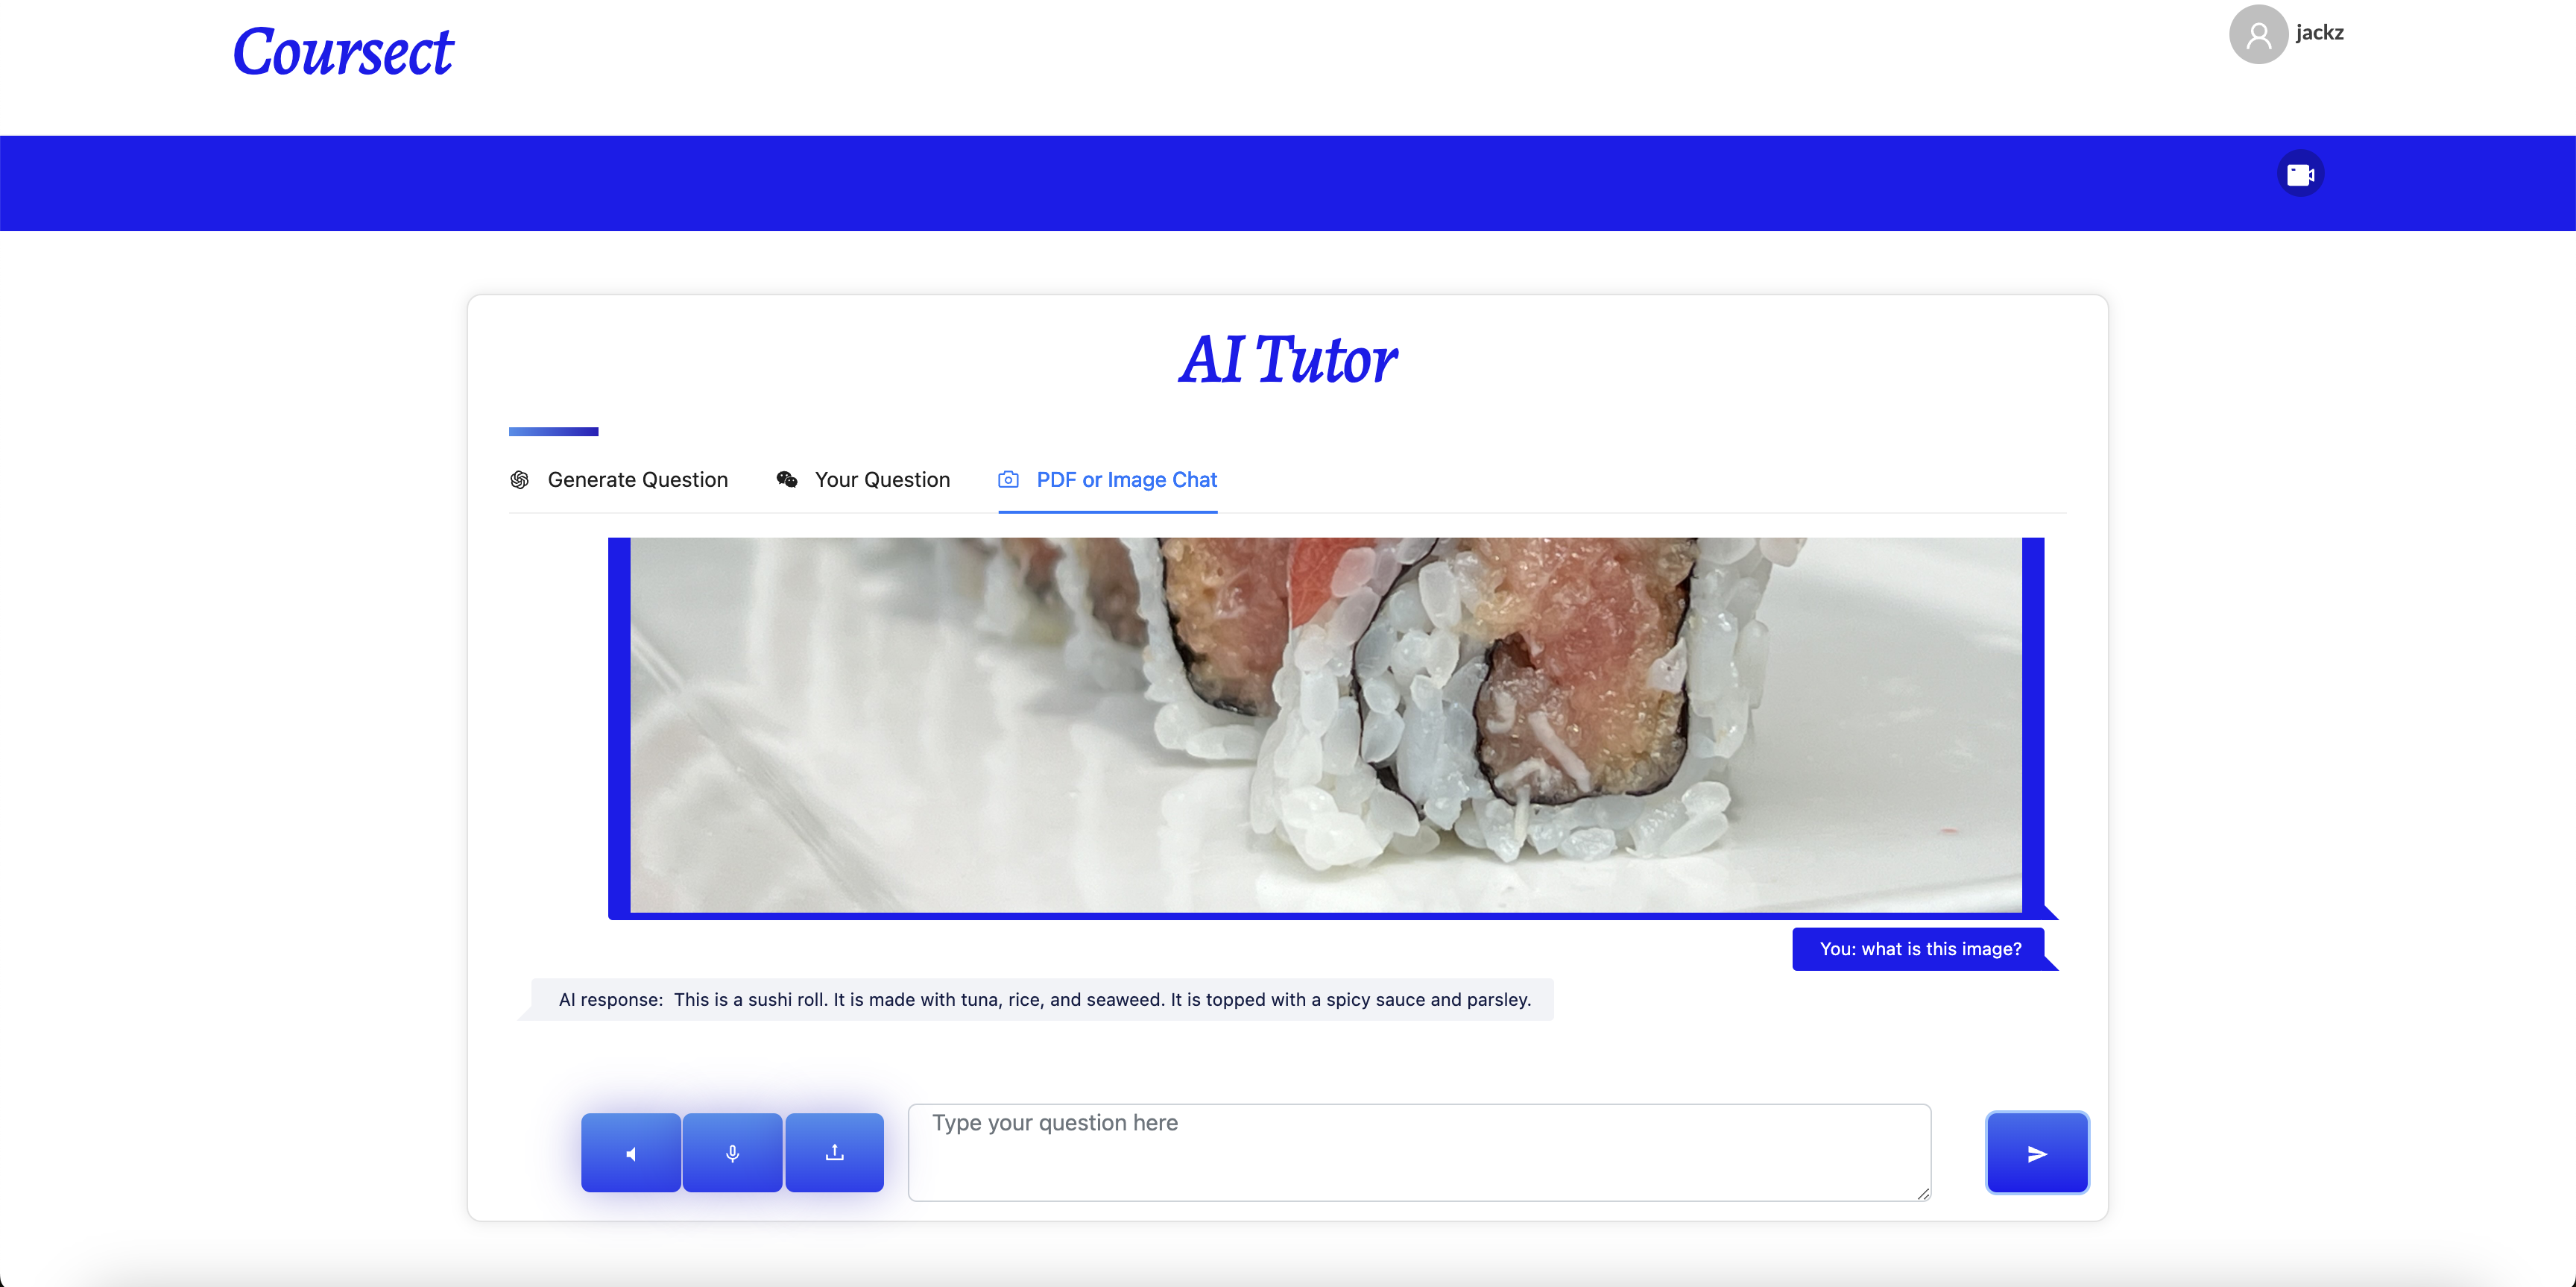 Coursect
jackz
AI Tutor
Generate Question
Your Question
PDF or Image Chat
You: what is this image?
AI response: This is a sushi roll. It is made with tuna, rice, and seaweed. It is topped with a spicy sauce and parsley.
Type your question here